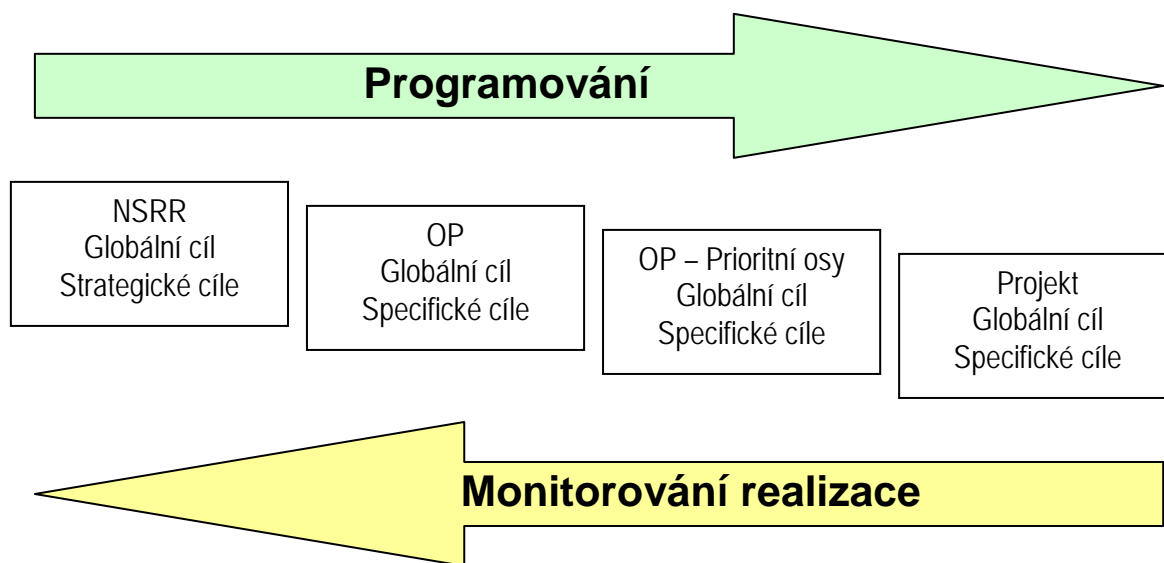 Programování
NSRR
Globální cíl
Strategické cíle
OP
Globální cíl
Specifické cíle
OP – Prioritní osy
Globální cíl
Specifické cíle
Projekt
Globální cíl
Specifické cíle
Monitorování realizace